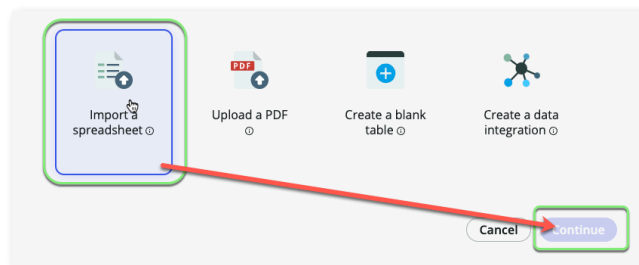 PDF
Import a
spreadsheet
Upload a PDF
Create a blank
table
Create a data
integration
Cancel
Continue